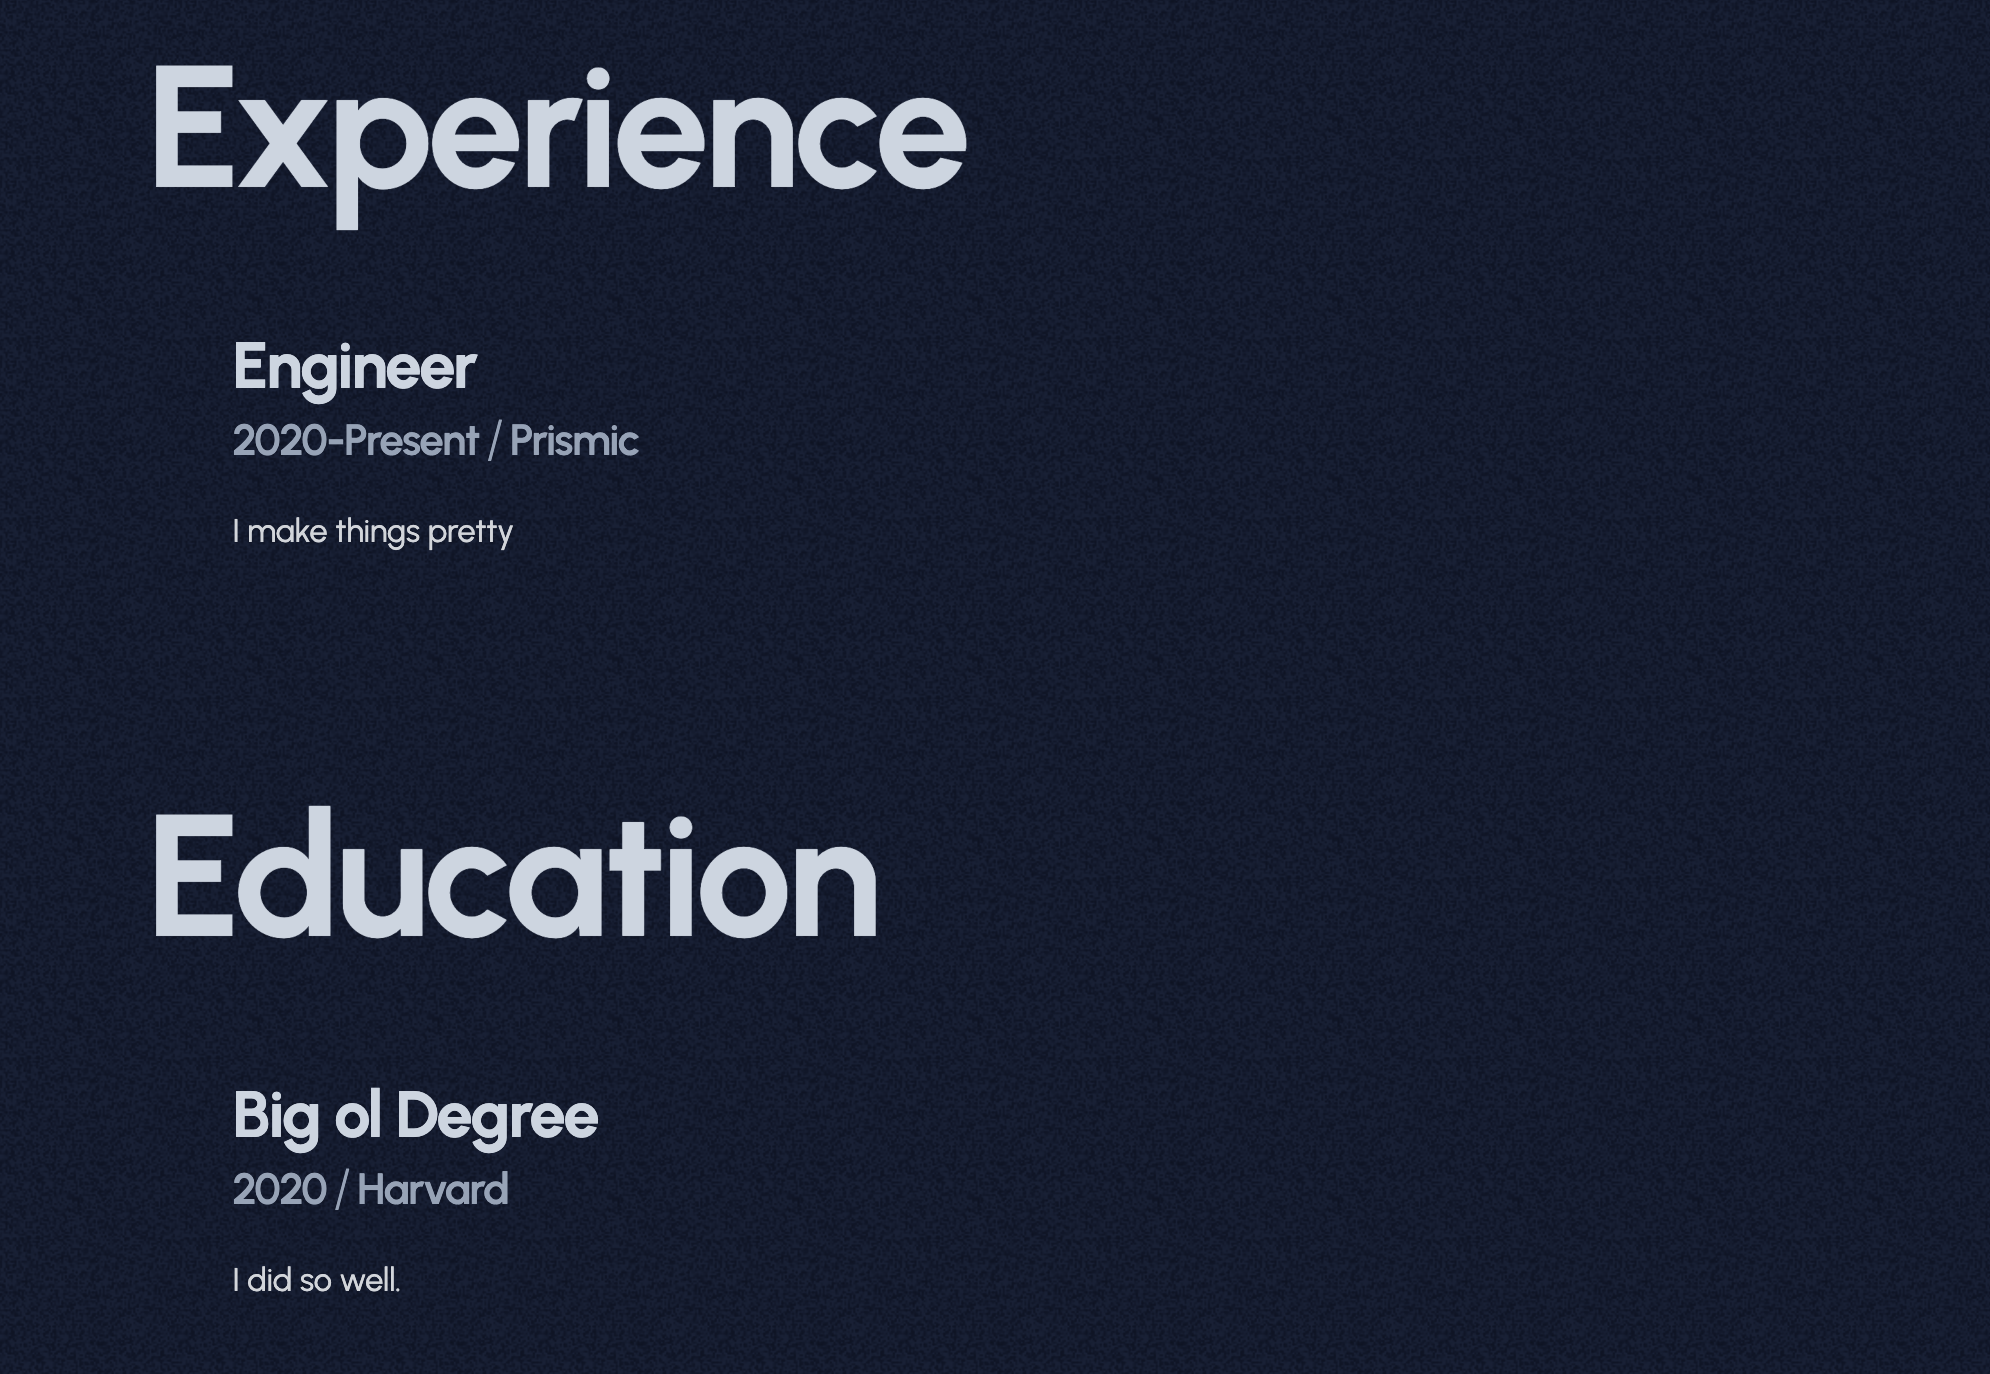 Experience
Engineer
2020-Present / Prismic
I make things pretty
Education
Big ol Degree
2020 / Harvard
I did so well.